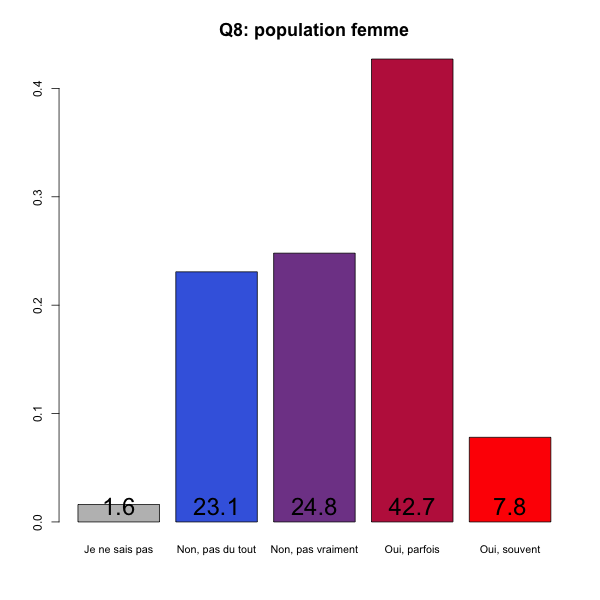 Q8: population femme
0.4
0.3
0.2
0.1
0.0
1.6 23.1 24.8 42.7 7.8
Je ne sais pas Non, pas du tout Non, pas vraiment Oui, parfois Oui, souvent